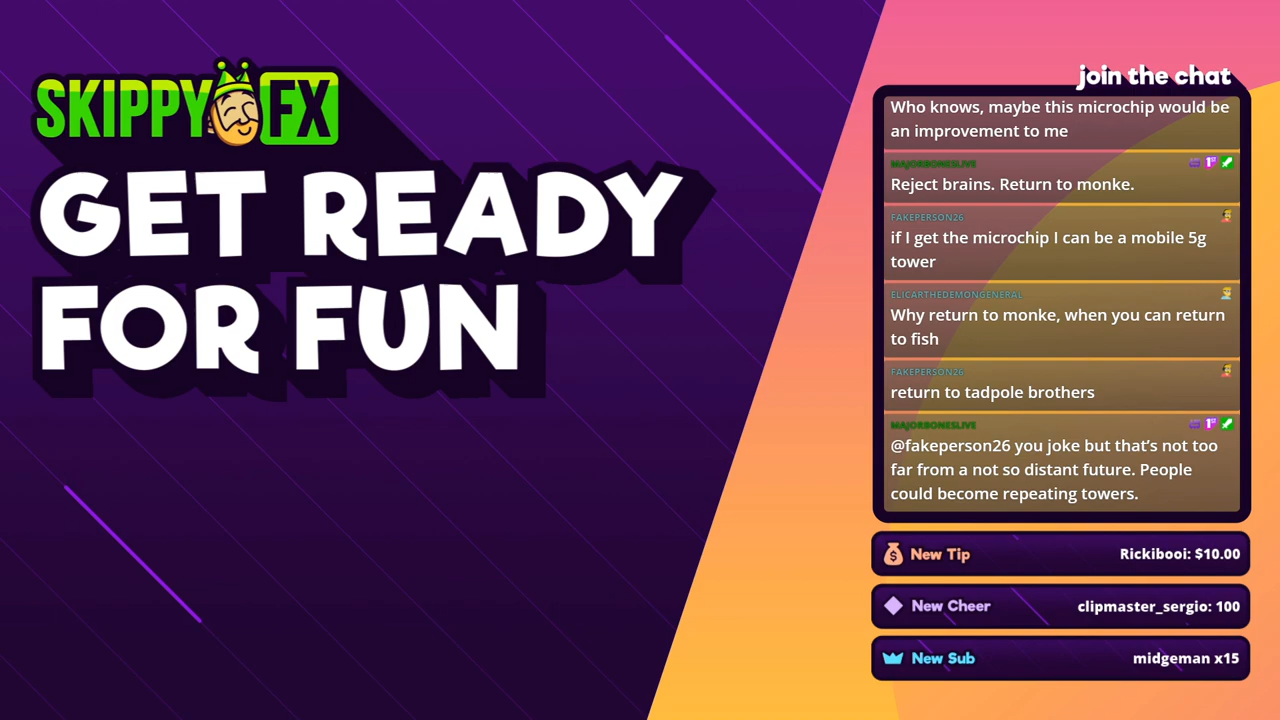 SKIPPY FX
GET READY
FOR FUN
join the chat
Who knows, maybe this microchip would be
an improvement to me
MAJORBONESLIVE
Reject brains. Return to monke.
FAKEPERSON26
if I get the microchip I can be a mobile 5g
tower
ELICARTHEDEMONGENERAL
Why return to monke, when you can return
to fish
FAKEPERSON26
return to tadpole brothers
MAJORBONESLIVE
@fakeperson26 you joke but that’s not too
far from a not so distant future. People
could become repeating towers.
New Tip Rickibooi: $10.00
New Cheer clipmaster_sergio: 100
New Sub midgeman x15